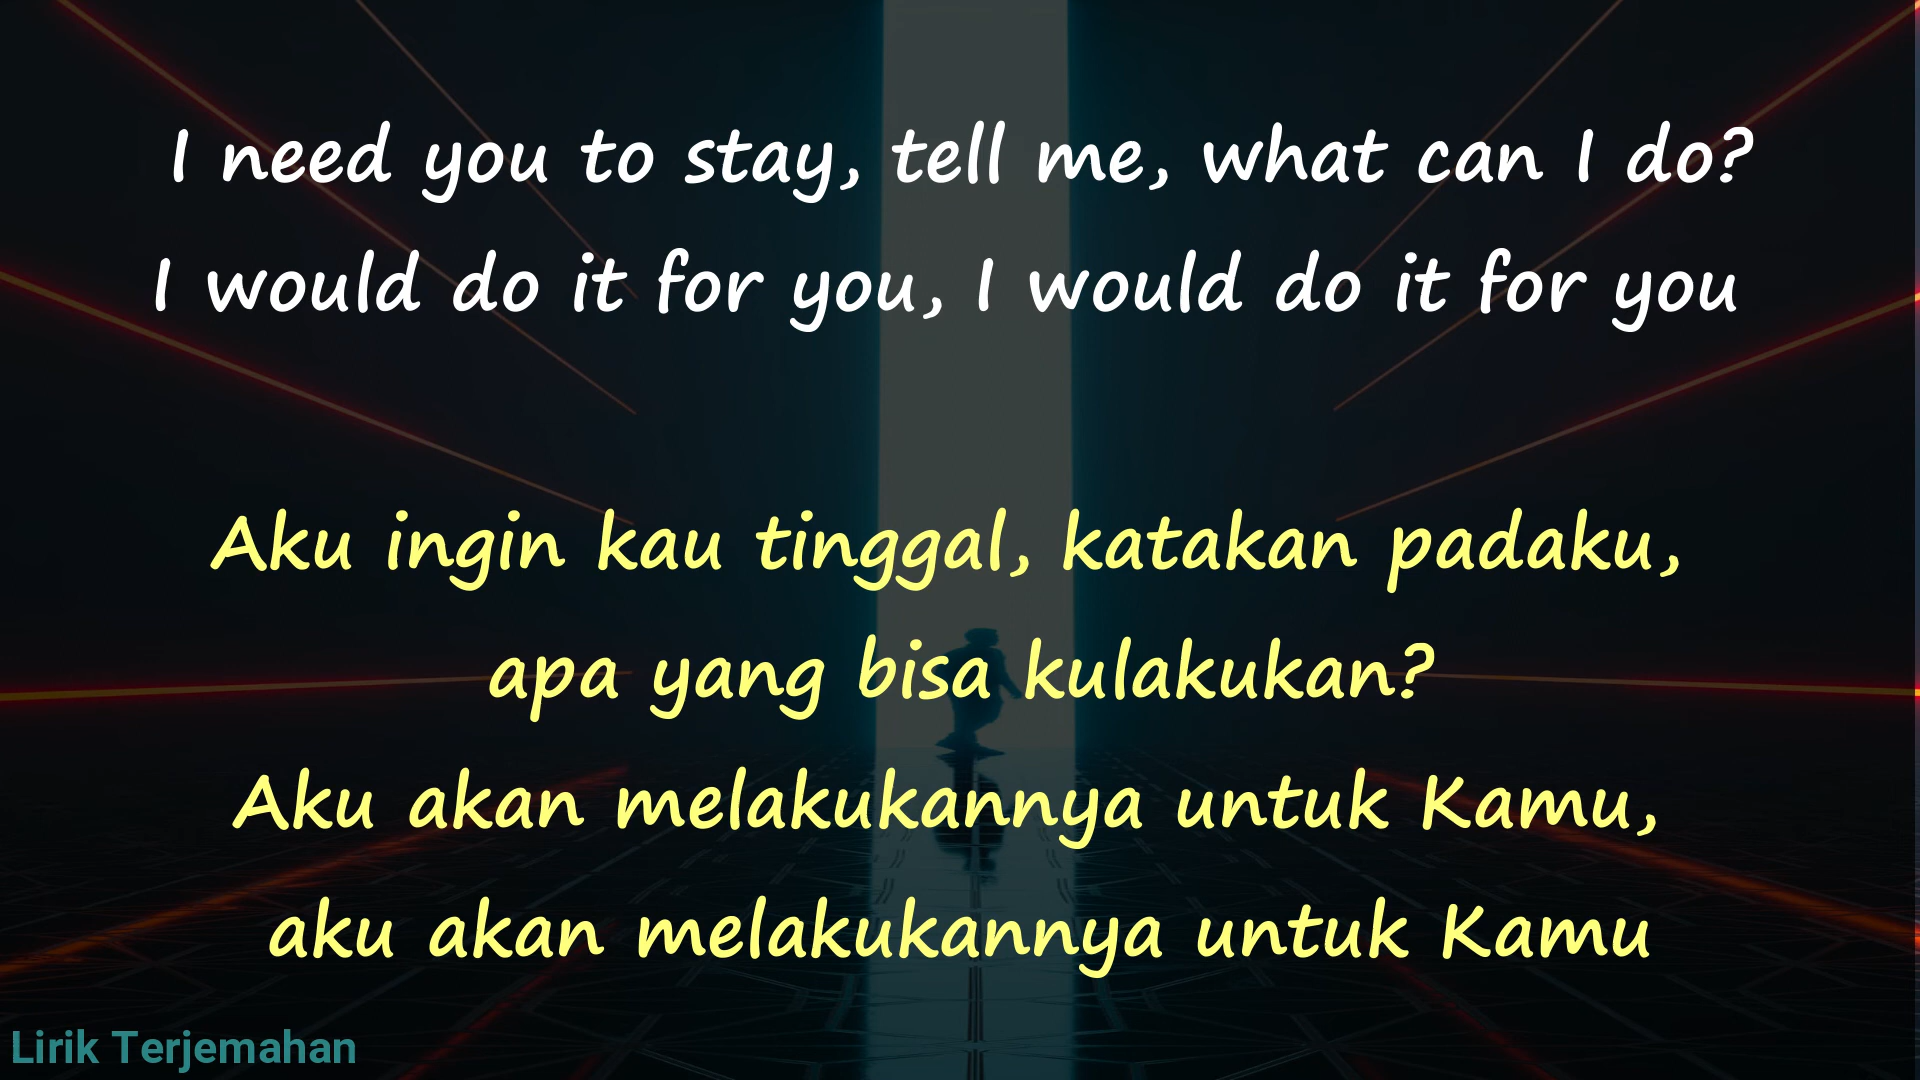 I need you to stay, tell me, what can I do?
I would do it for you, I would do it for you
Aku ingin kau tinggal, katakan padaku,
apa yang bisa kulakukan?
Aku akan melakukannya untuk Kamu,
aku akan melakukannya untuk Kamu
Lirik Terjemahan